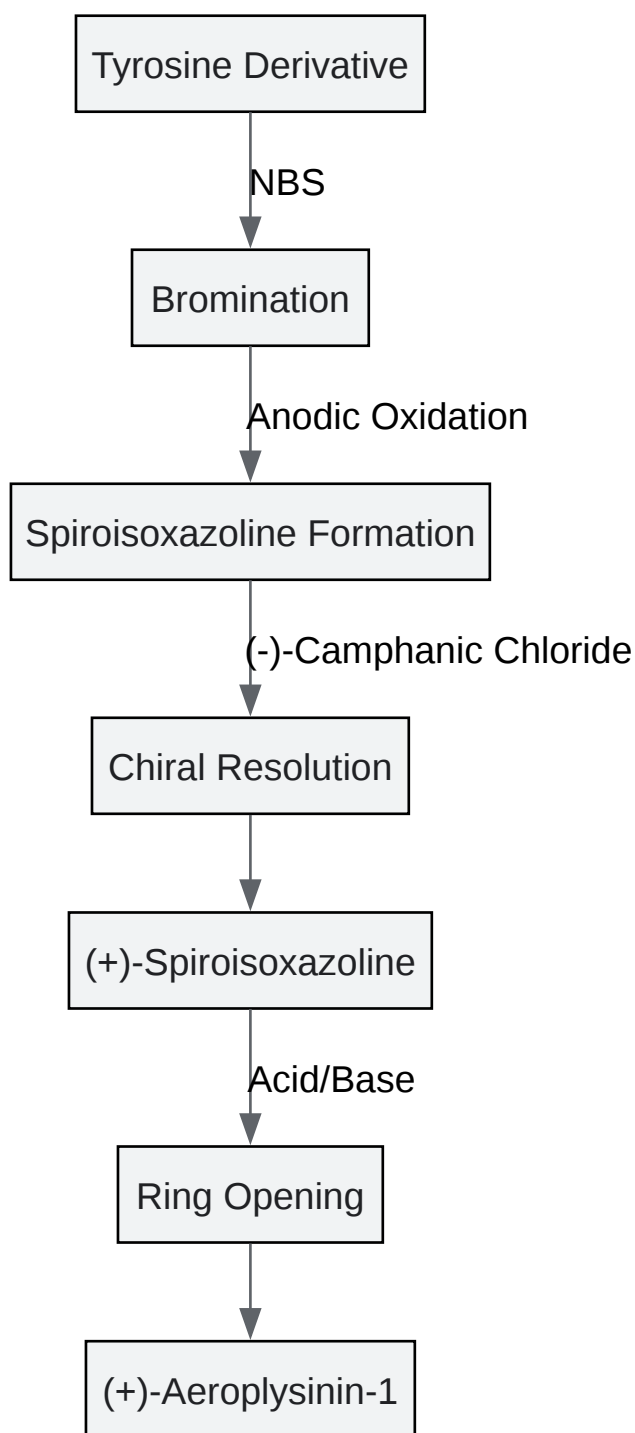 Tyrosine Derivative
NBS
Bromination
Anodic Oxidation
Spiroisoxazoline Formation
(-)-Camphanic Chloride
Chiral Resolution
(+)-Spiroisoxazoline
Acid/Base
Ring Opening
(+)-Aeroplysinin-1